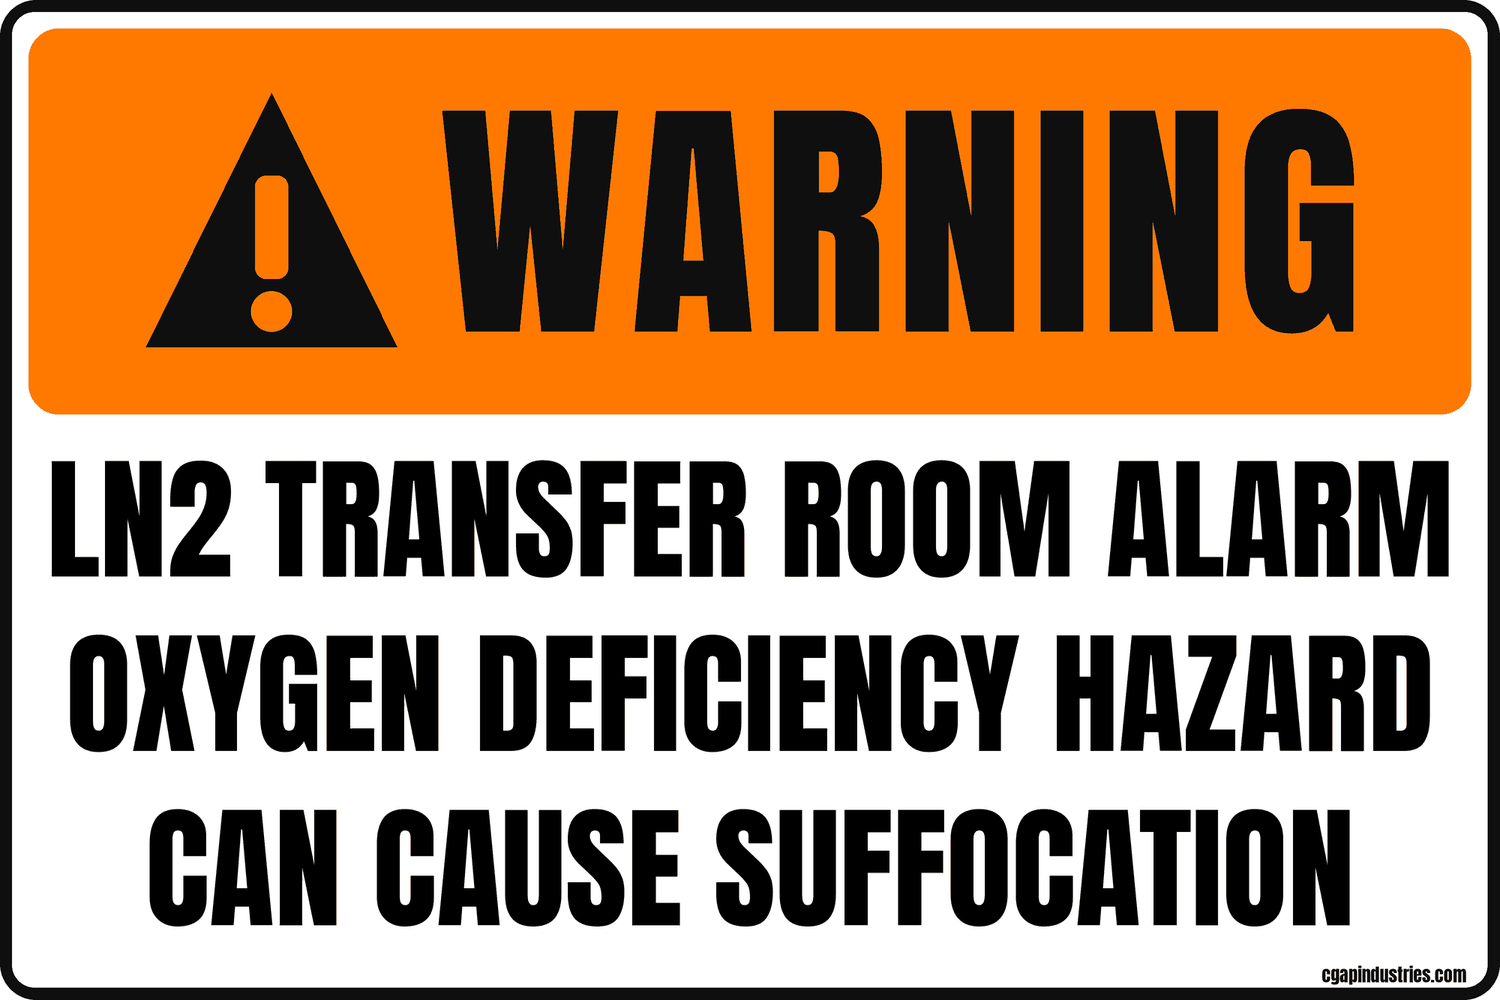 WARNING
LN2 TRANSFER ROOM ALARM
OXYGEN DEFICIENCY HAZARD
CAN CAUSE SUFFOCATION
cgapindustries.com